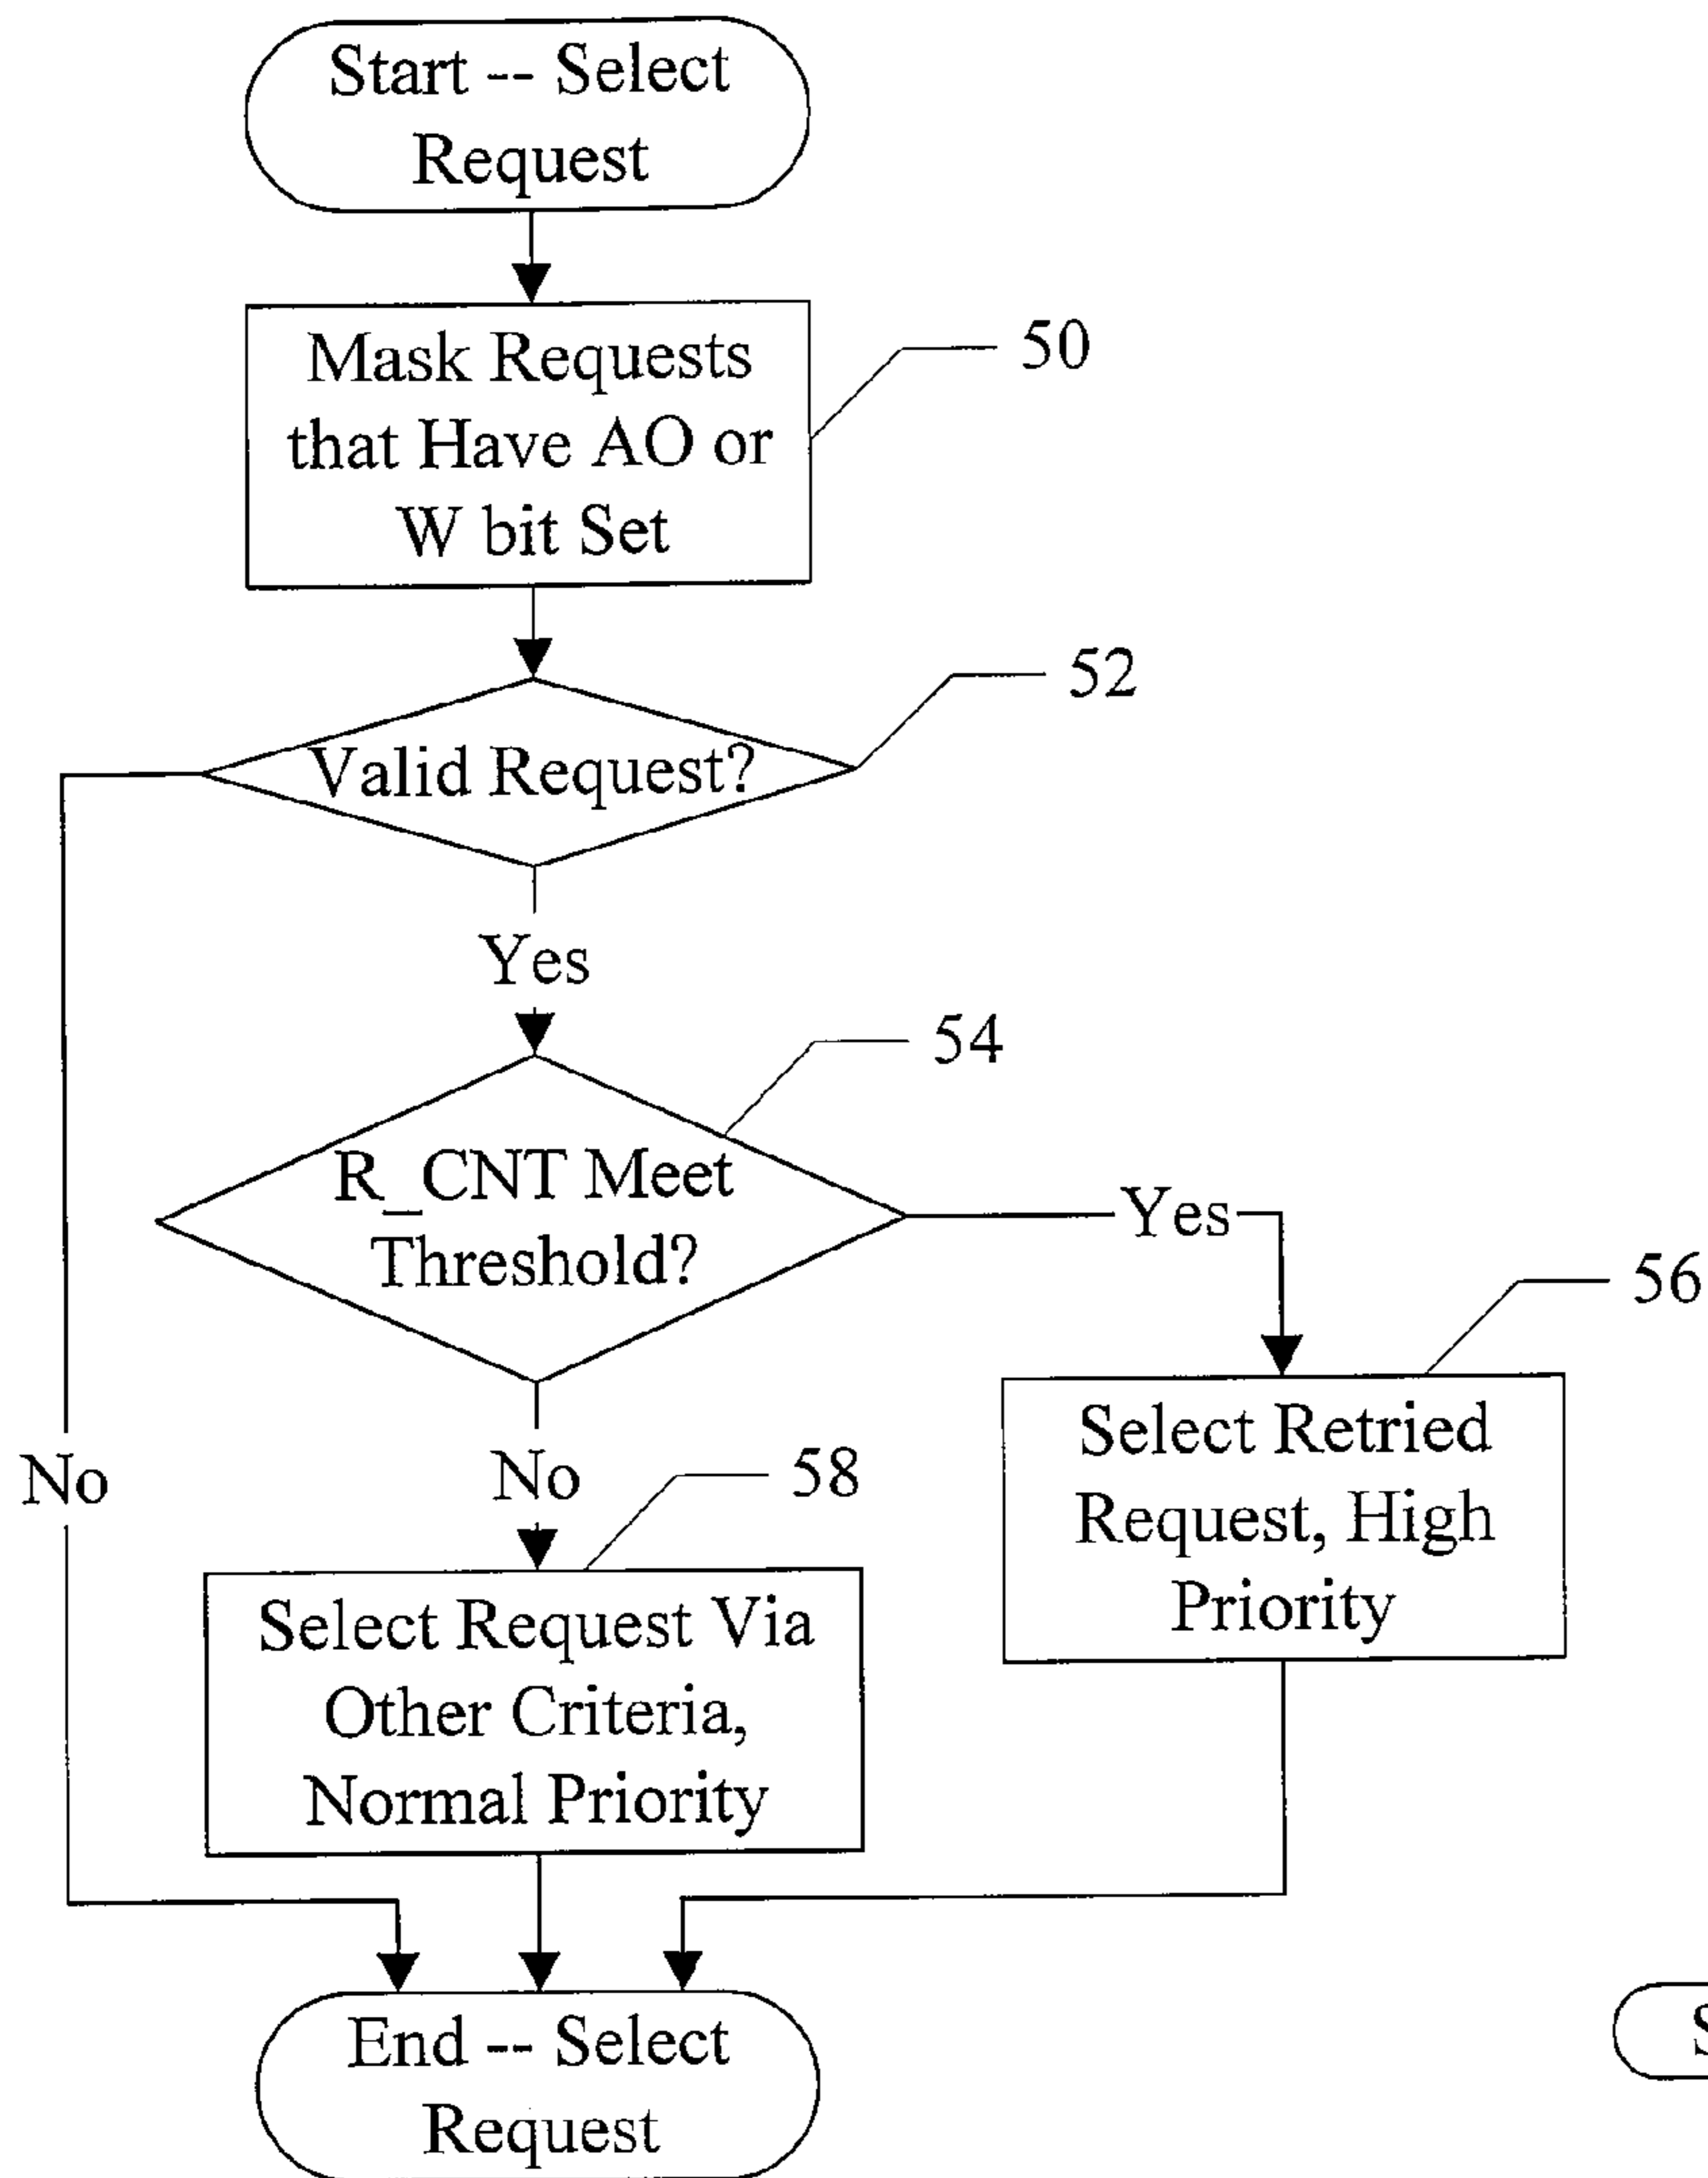 Start -- Select
Request
Mask Requests
that Have AO or
W bit Set
50
Valid Request?
52
Yes
54
R_CNT Meet
Threshold?
Yes
56
No
No
58
Select Retried
Request, High
Priority
Select Request Via
Other Criteria,
Normal Priority
End -- Select
Request